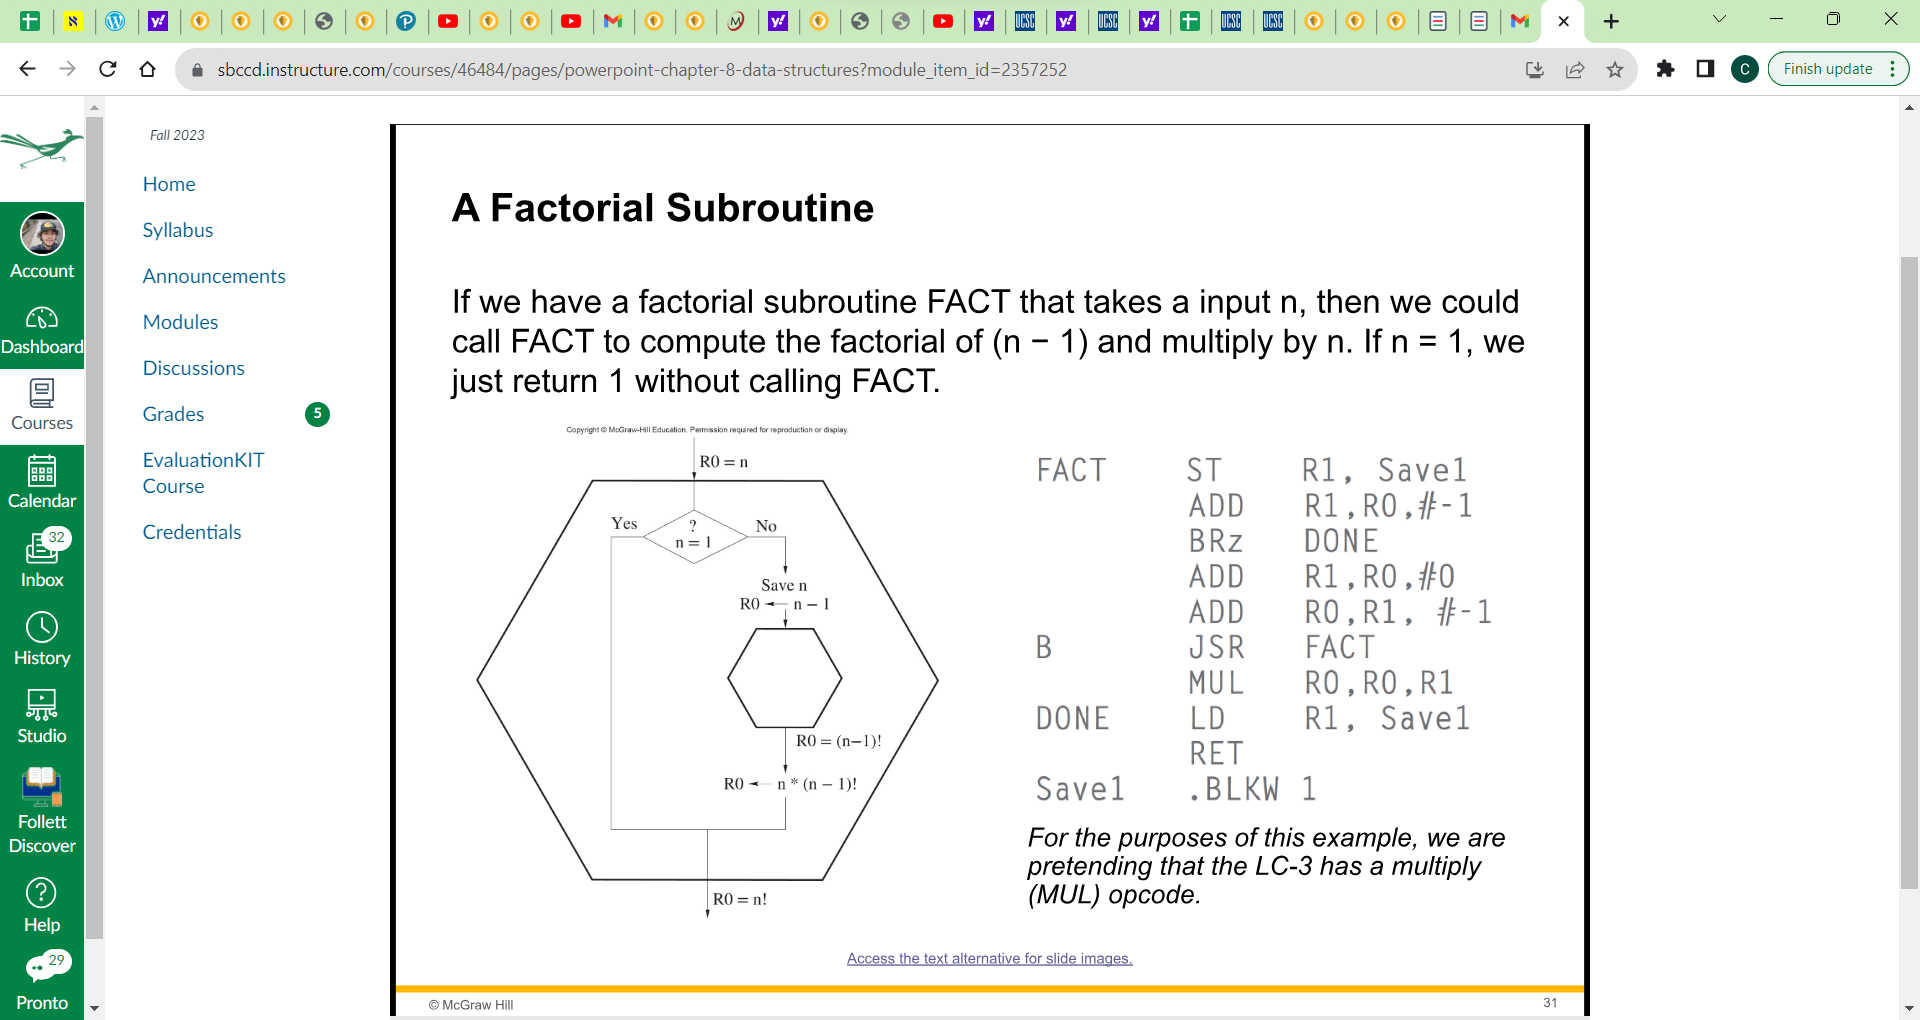 sbccd.instructure.com/courses/46484/pages/powerpoint-chapter-8-data-structures?module_item_id=2357252
C
Finish update
Account
Dashboard
Courses
Calendar
32
Inbox
History
Studio
Follett
Discover
Help
29
Pronto
Fall 2023
Home
Syllabus
Announcements
Modules
Discussions
Grades 5
EvaluationKIT
Course
Credentials
A Factorial Subroutine
If we have a factorial subroutine FACT that takes a input n, then we could
call FACT to compute the factorial of (n − 1) and multiply by n. If n = 1, we
just return 1 without calling FACT.
Copyright © McGraw-Hill Education. Permission required for reproduction or display.
R0 = n
Yes ? No
n = 1
Save n
R0 ← n − 1
R0 = (n−1)!
R0 ← n * (n − 1)!
R0 = n!
FACT ST R1, Save1
ADD R1,R0,#-1
BRz DONE
ADD R1,R0,#0
ADD R0,R1, #-1
B JSR FACT
MUL R0,R0,R1
DONE LD R1, Save1
RET
Save1 .BLKW 1
For the purposes of this example, we are
pretending that the LC-3 has a multiply
(MUL) opcode.
Access the text alternative for slide images.
© McGraw Hill
31